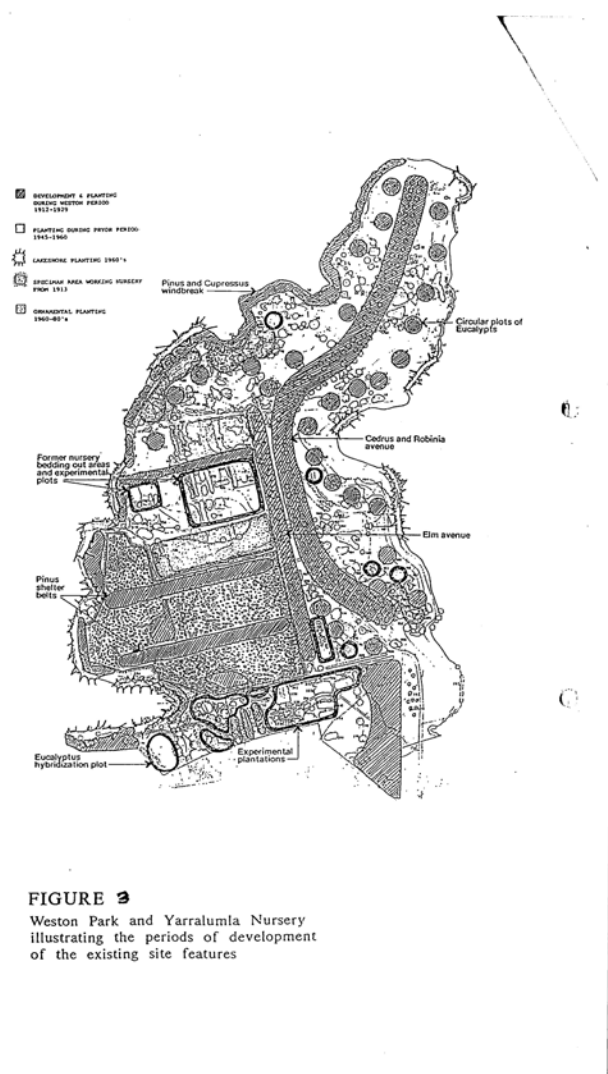 DEVELOPMENT & PLANTING
DURING WESTON PERIOD
1912-1929
PLANTING DURING PRYOR PERIOD
1945-1960
LAKESHORE PLANTING 1960's
SPECIMAN AREA WORKING NURSERY
FROM 1913
ORNAMENTAL PLANTING
1960-80's
Pinus and Cupressus
windbreak
Circular plots of
Eucalypts
Cedrus and Robinia
avenue
Former nursery
bedding out areas
and experimental
plots
Elm avenue
Pinus
shelter
belts
Eucalyptus
hybridization plot
Experimental
plantations
FIGURE 3
Weston Park and Yarralumla Nursery
illustrating the periods of development
of the existing site features